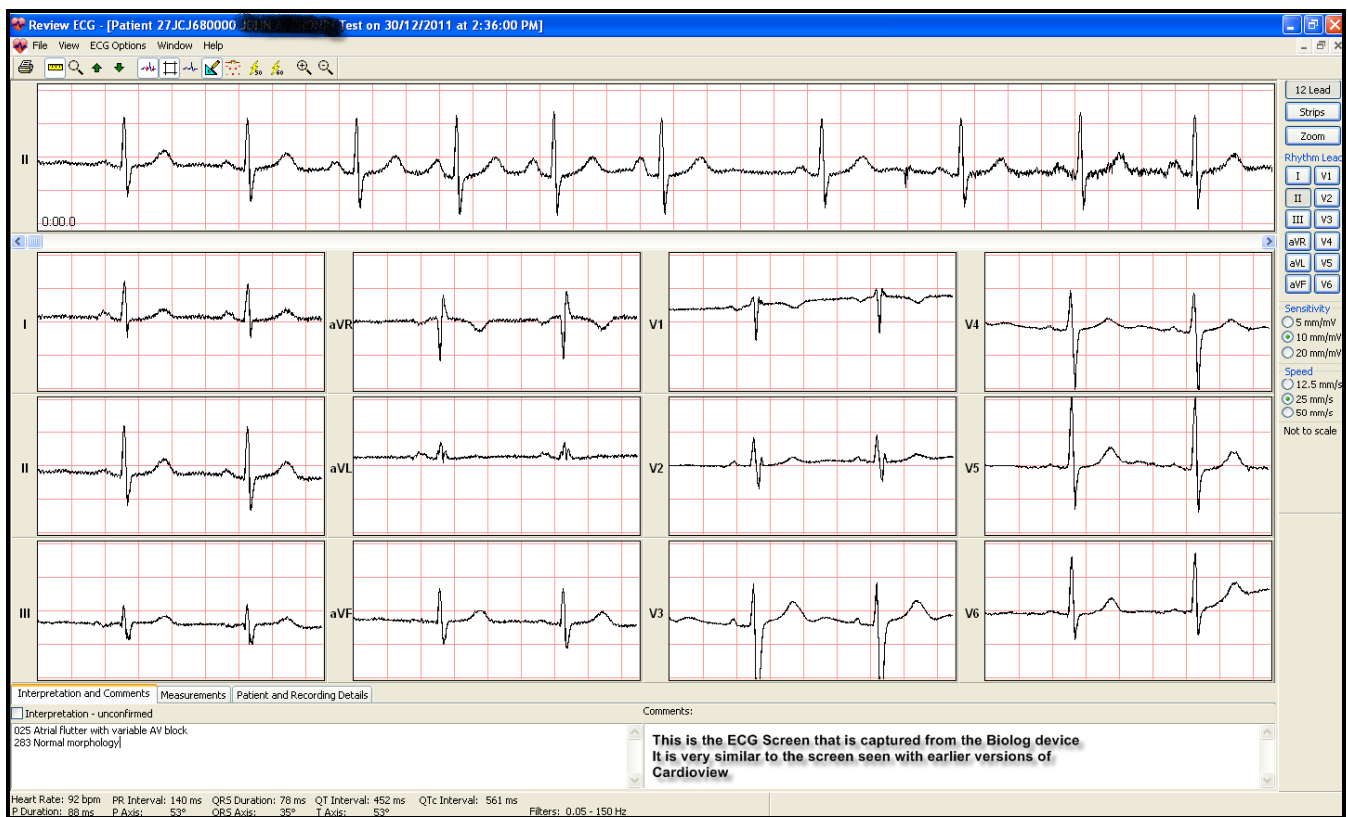 Review ECG - [Patient 27JCJ680000 Test on 30/12/2011 at 2:36:00 PM]
File View ECG Options Window Help
50 60
II
0:00.0
12 Lead
Strips
Zoom
Rhythm Lead
I V1
II V2
III V3
aVR V4
aVL V5
aVF V6
Sensitivity
5 mm/mV
10 mm/mV
20 mm/mV
Speed
12.5 mm/s
25 mm/s
50 mm/s
Not to scale
I aVR V1 V4
II aVL V2 V5
III aVF V3 V6
Interpretation and Comments Measurements Patient and Recording Details
Interpretation - unconfirmed Comments:
025 Atrial flutter with variable AV block
283 Normal morphology
This is the ECG Screen that is captured from the Biolog device
It is very similar to the screen seen with earlier versions of
Cardioview
Heart Rate: 92 bpm PR Interval: 140 ms QRS Duration: 78 ms QT Interval: 452 ms QTc Interval: 561 ms
P Duration: 88 ms P Axis: 53° QRS Axis: 35° T Axis: 53° Filters: 0.05 - 150 Hz